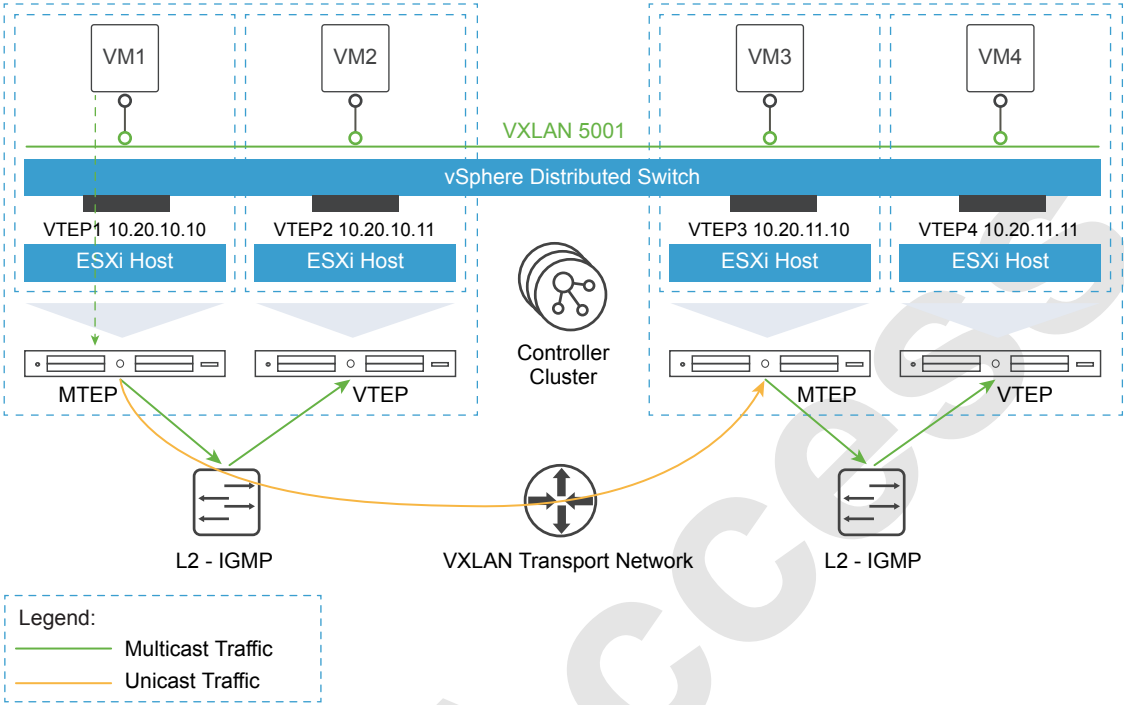 VM1
VM2
VM3
VM4
VXLAN 5001
vSphere Distributed Switch
VTEP1 10.20.10.10
VTEP2 10.20.10.11
VTEP3 10.20.11.10
VTEP4 10.20.11.11
ESXi Host
ESXi Host
ESXi Host
ESXi Host
Controller
Cluster
MTEP
VTEP
MTEP
VTEP
L2 - IGMP
VXLAN Transport Network
L2 - IGMP
Legend:
Multicast Traffic
Unicast Traffic
ccess